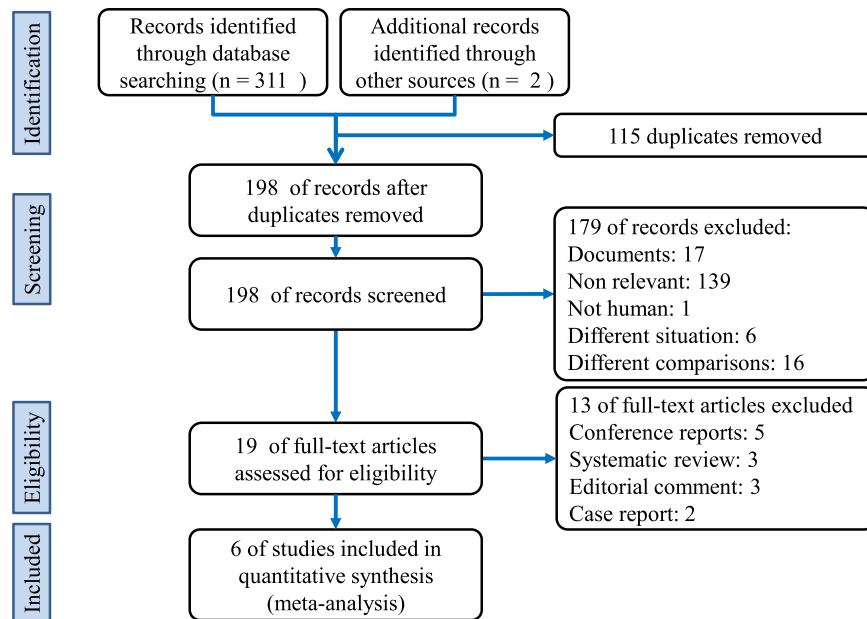 Identification
Records identified
through database
searching (n = 311 )
Additional records
identified through
other sources (n = 2 )
115 duplicates removed
Screening
198 of records after
duplicates removed
198 of records screened
179 of records excluded:
Documents: 17
Non relevant: 139
Not human: 1
Different situation: 6
Different comparisons: 16
Eligibility
19 of full-text articles
assessed for eligibility
13 of full-text articles excluded
Conference reports: 5
Systematic review: 3
Editorial comment: 3
Case report: 2
Included
6 of studies included in
quantitative synthesis
(meta-analysis)